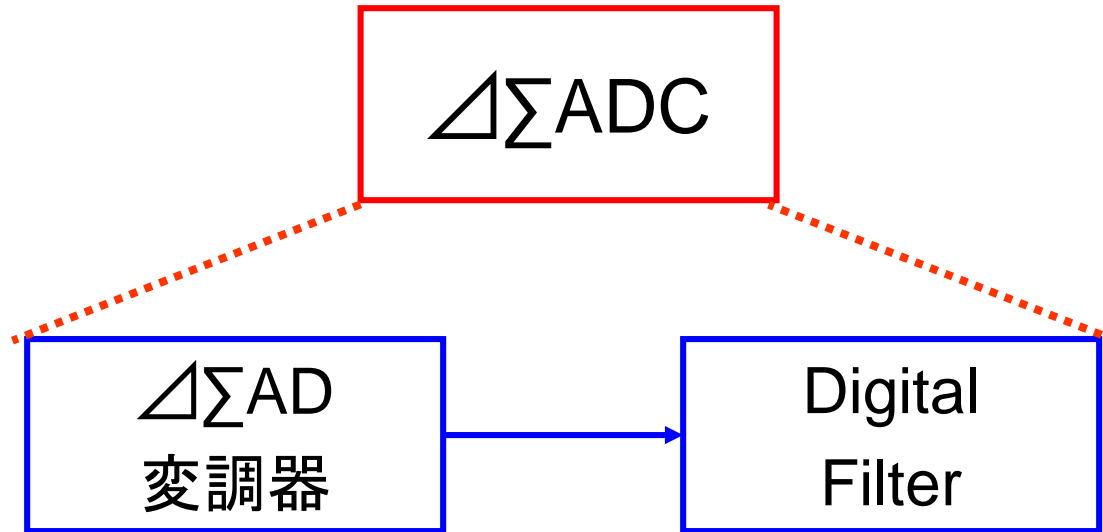 ⊿∑ADC
⊿∑AD
変調器
Digital
Filter